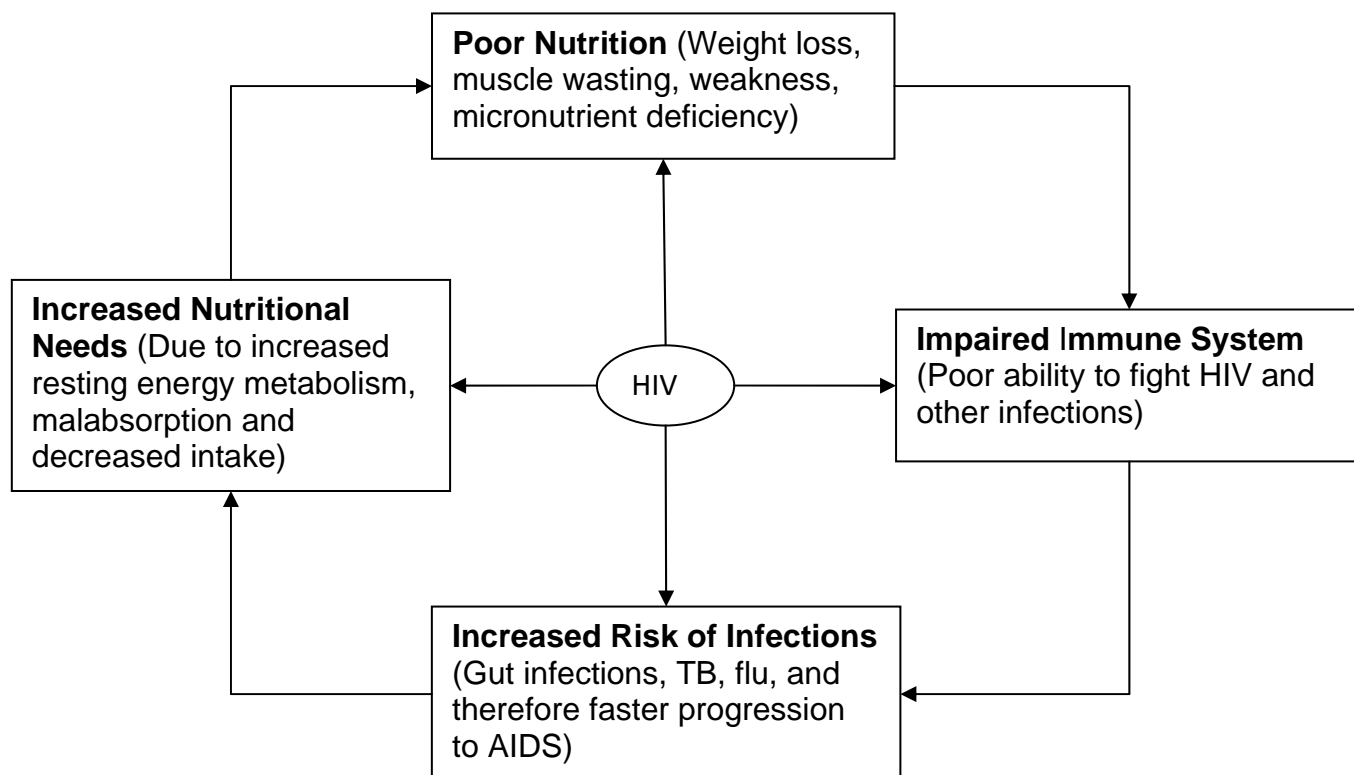 Poor Nutrition (Weight loss,
muscle wasting, weakness,
micronutrient deficiency)
Increased Nutritional
Needs (Due to increased
resting energy metabolism,
malabsorption and
decreased intake)
HIV
Impaired Immune System
(Poor ability to fight HIV and
other infections)
Increased Risk of Infections
(Gut infections, TB, flu, and
therefore faster progression
to AIDS)